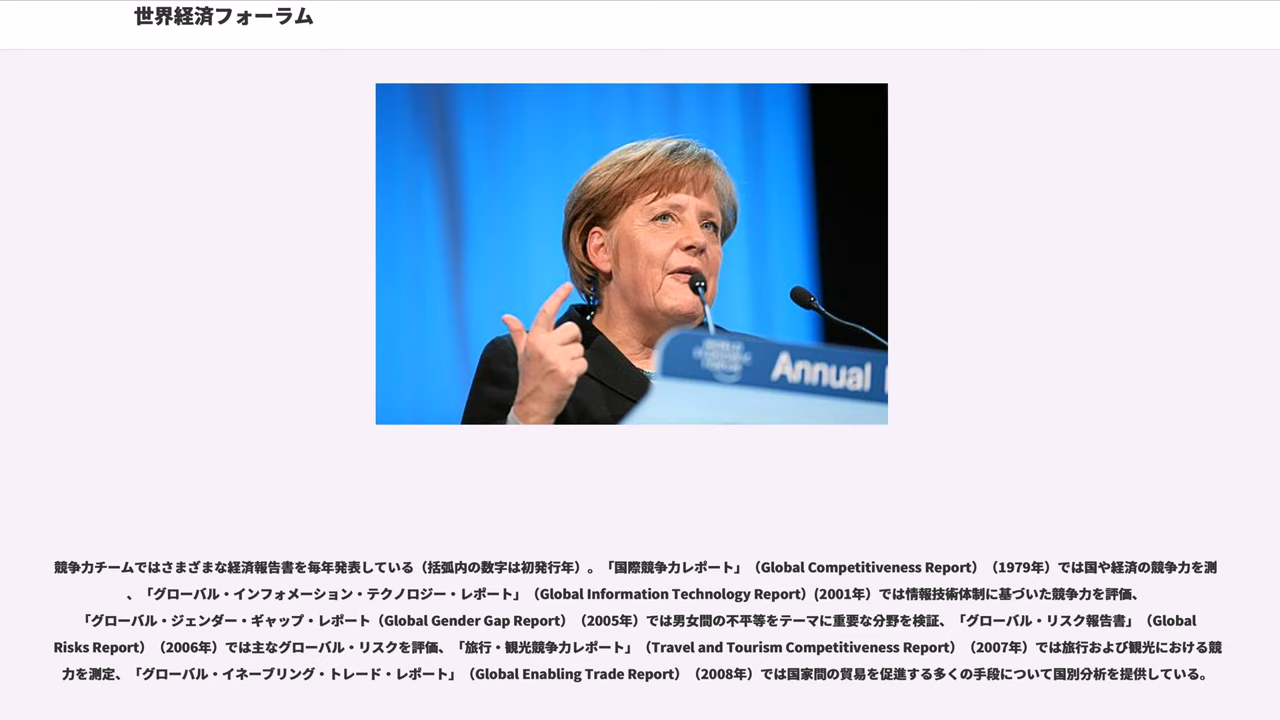 世界経済フォーラム
WORLD
ECONOMIC
FORUM
Annual
競争力チームではさまざまな経済報告書を毎年発表している（括弧内の数字は初発行年）。「国際競争力レポート」（Global Competitiveness Report）（1979年）では国や経済の競争力を測
、「グローバル・インフォメーション・テクノロジー・レポート」（Global Information Technology Report）(2001年）では情報技術体制に基づいた競争力を評価、
「グローバル・ジェンダー・ギャップ・レポート（Global Gender Gap Report）（2005年）では男女間の不平等をテーマに重要な分野を検証、「グローバル・リスク報告書」（Global
Risks Report）（2006年）では主なグローバル・リスクを評価、「旅行・観光競争力レポート」（Travel and Tourism Competitiveness Report）（2007年）では旅行および観光における競
力を測定、「グローバル・イネーブリング・トレード・レポート」（Global Enabling Trade Report）（2008年）では国家間の貿易を促進する多くの手段について国別分析を提供している。